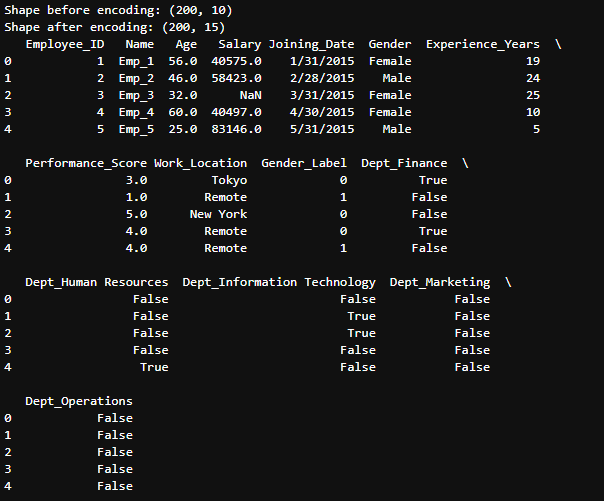 Shape before encoding: (200, 10)
Shape after encoding: (200, 15)
   Employee_ID   Name   Age   Salary Joining_Date  Gender  Experience_Years  \
0            1  Emp_1  56.0  40575.0    1/31/2015  Female                19
1            2  Emp_2  46.0  58423.0    2/28/2015    Male                24
2            3  Emp_3  32.0      NaN    3/31/2015  Female                25
3            4  Emp_4  60.0  40497.0    4/30/2015  Female                10
4            5  Emp_5  25.0  83146.0    5/31/2015    Male                 5
   Performance_Score Work_Location  Gender_Label  Dept_Finance  \
0                3.0         Tokyo             0          True
1                1.0        Remote             1         False
2                5.0      New York             0         False
3                4.0        Remote             0          True
4                4.0        Remote             1         False
   Dept_Human Resources  Dept_Information Technology  Dept_Marketing  \
0                 False                        False           False
1                 False                         True           False
2                 False                         True           False
3                 False                        False           False
4                  True                        False           False
   Dept_Operations
0            False
1            False
2            False
3            False
4            False